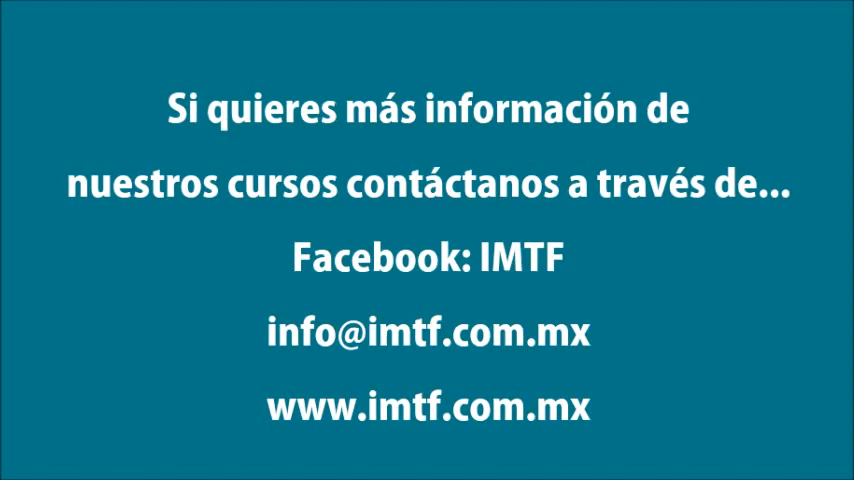 Si quieres más información de
nuestros cursos contáctanos a través de...
Facebook: IMTF
info@imtf.com.mx
www.imtf.com.mx